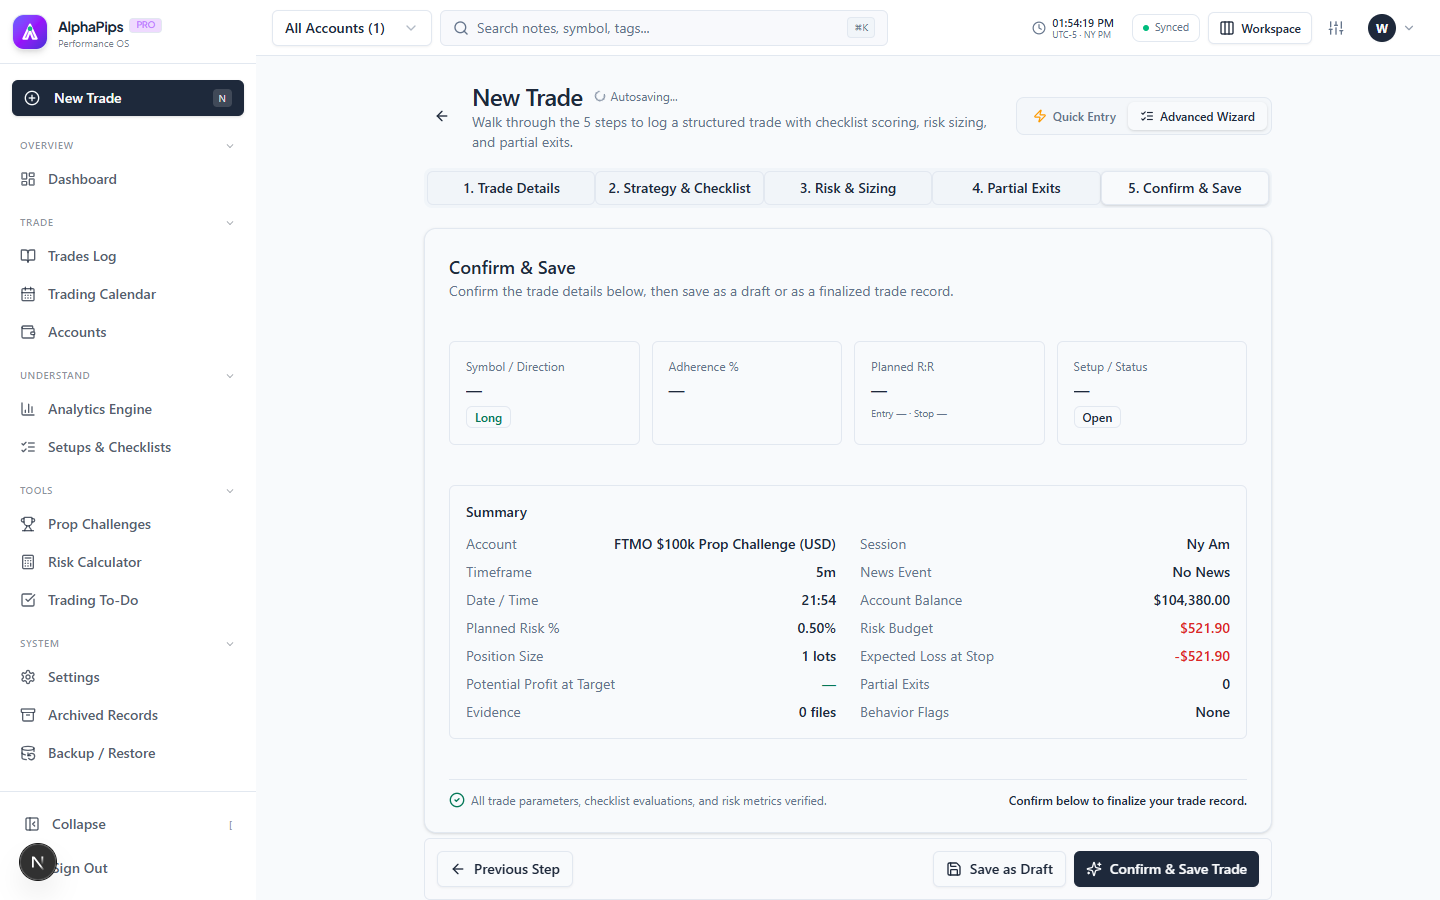 AlphaPips PRO
Performance OS
All Accounts (1)
Search notes, symbol, tags...
⌘K
01:54:19 PM
UTC-5 · NY PM
Synced
Workspace
W
New Trade N
OVERVIEW
Dashboard
TRADE
Trades Log
Trading Calendar
Accounts
UNDERSTAND
Analytics Engine
Setups & Checklists
TOOLS
Prop Challenges
Risk Calculator
Trading To-Do
SYSTEM
Settings
Archived Records
Backup / Restore
Collapse [
N
Sign Out
New Trade Autosaving...
Walk through the 5 steps to log a structured trade with checklist scoring, risk sizing,
and partial exits.
Quick Entry
Advanced Wizard
1. Trade Details
2. Strategy & Checklist
3. Risk & Sizing
4. Partial Exits
5. Confirm & Save
Confirm & Save
Confirm the trade details below, then save as a draft or as a finalized trade record.
Symbol / Direction
—
Long
Adherence %
—
Planned R:R
—
Entry — · Stop —
Setup / Status
—
Open
Summary
Account FTMO $100k Prop Challenge (USD)
Session Ny Am
Timeframe 5m
News Event No News
Date / Time 21:54
Account Balance $104,380.00
Planned Risk % 0.50%
Risk Budget $521.90
Position Size 1 lots
Expected Loss at Stop -$521.90
Potential Profit at Target —
Partial Exits 0
Evidence 0 files
Behavior Flags None
All trade parameters, checklist evaluations, and risk metrics verified.
Confirm below to finalize your trade record.
Previous Step
Save as Draft
Confirm & Save Trade